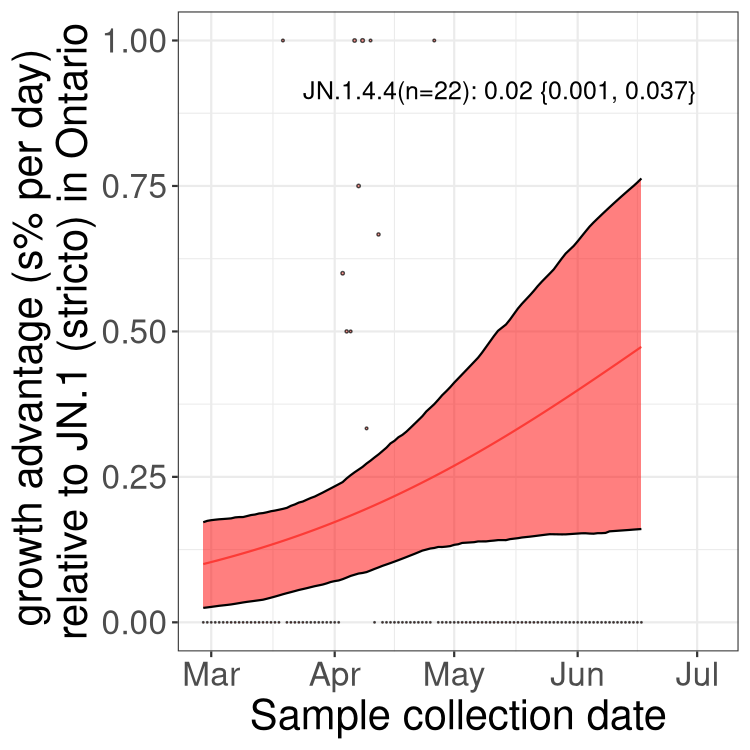 growth advantage (s% per day)
relative to JN.1 (stricto) in Ontario
1.00
0.75
0.50
0.25
0.00
JN.1.4.4(n=22): 0.02 {0.001, 0.037}
Mar Apr May Jun Jul
Sample collection date